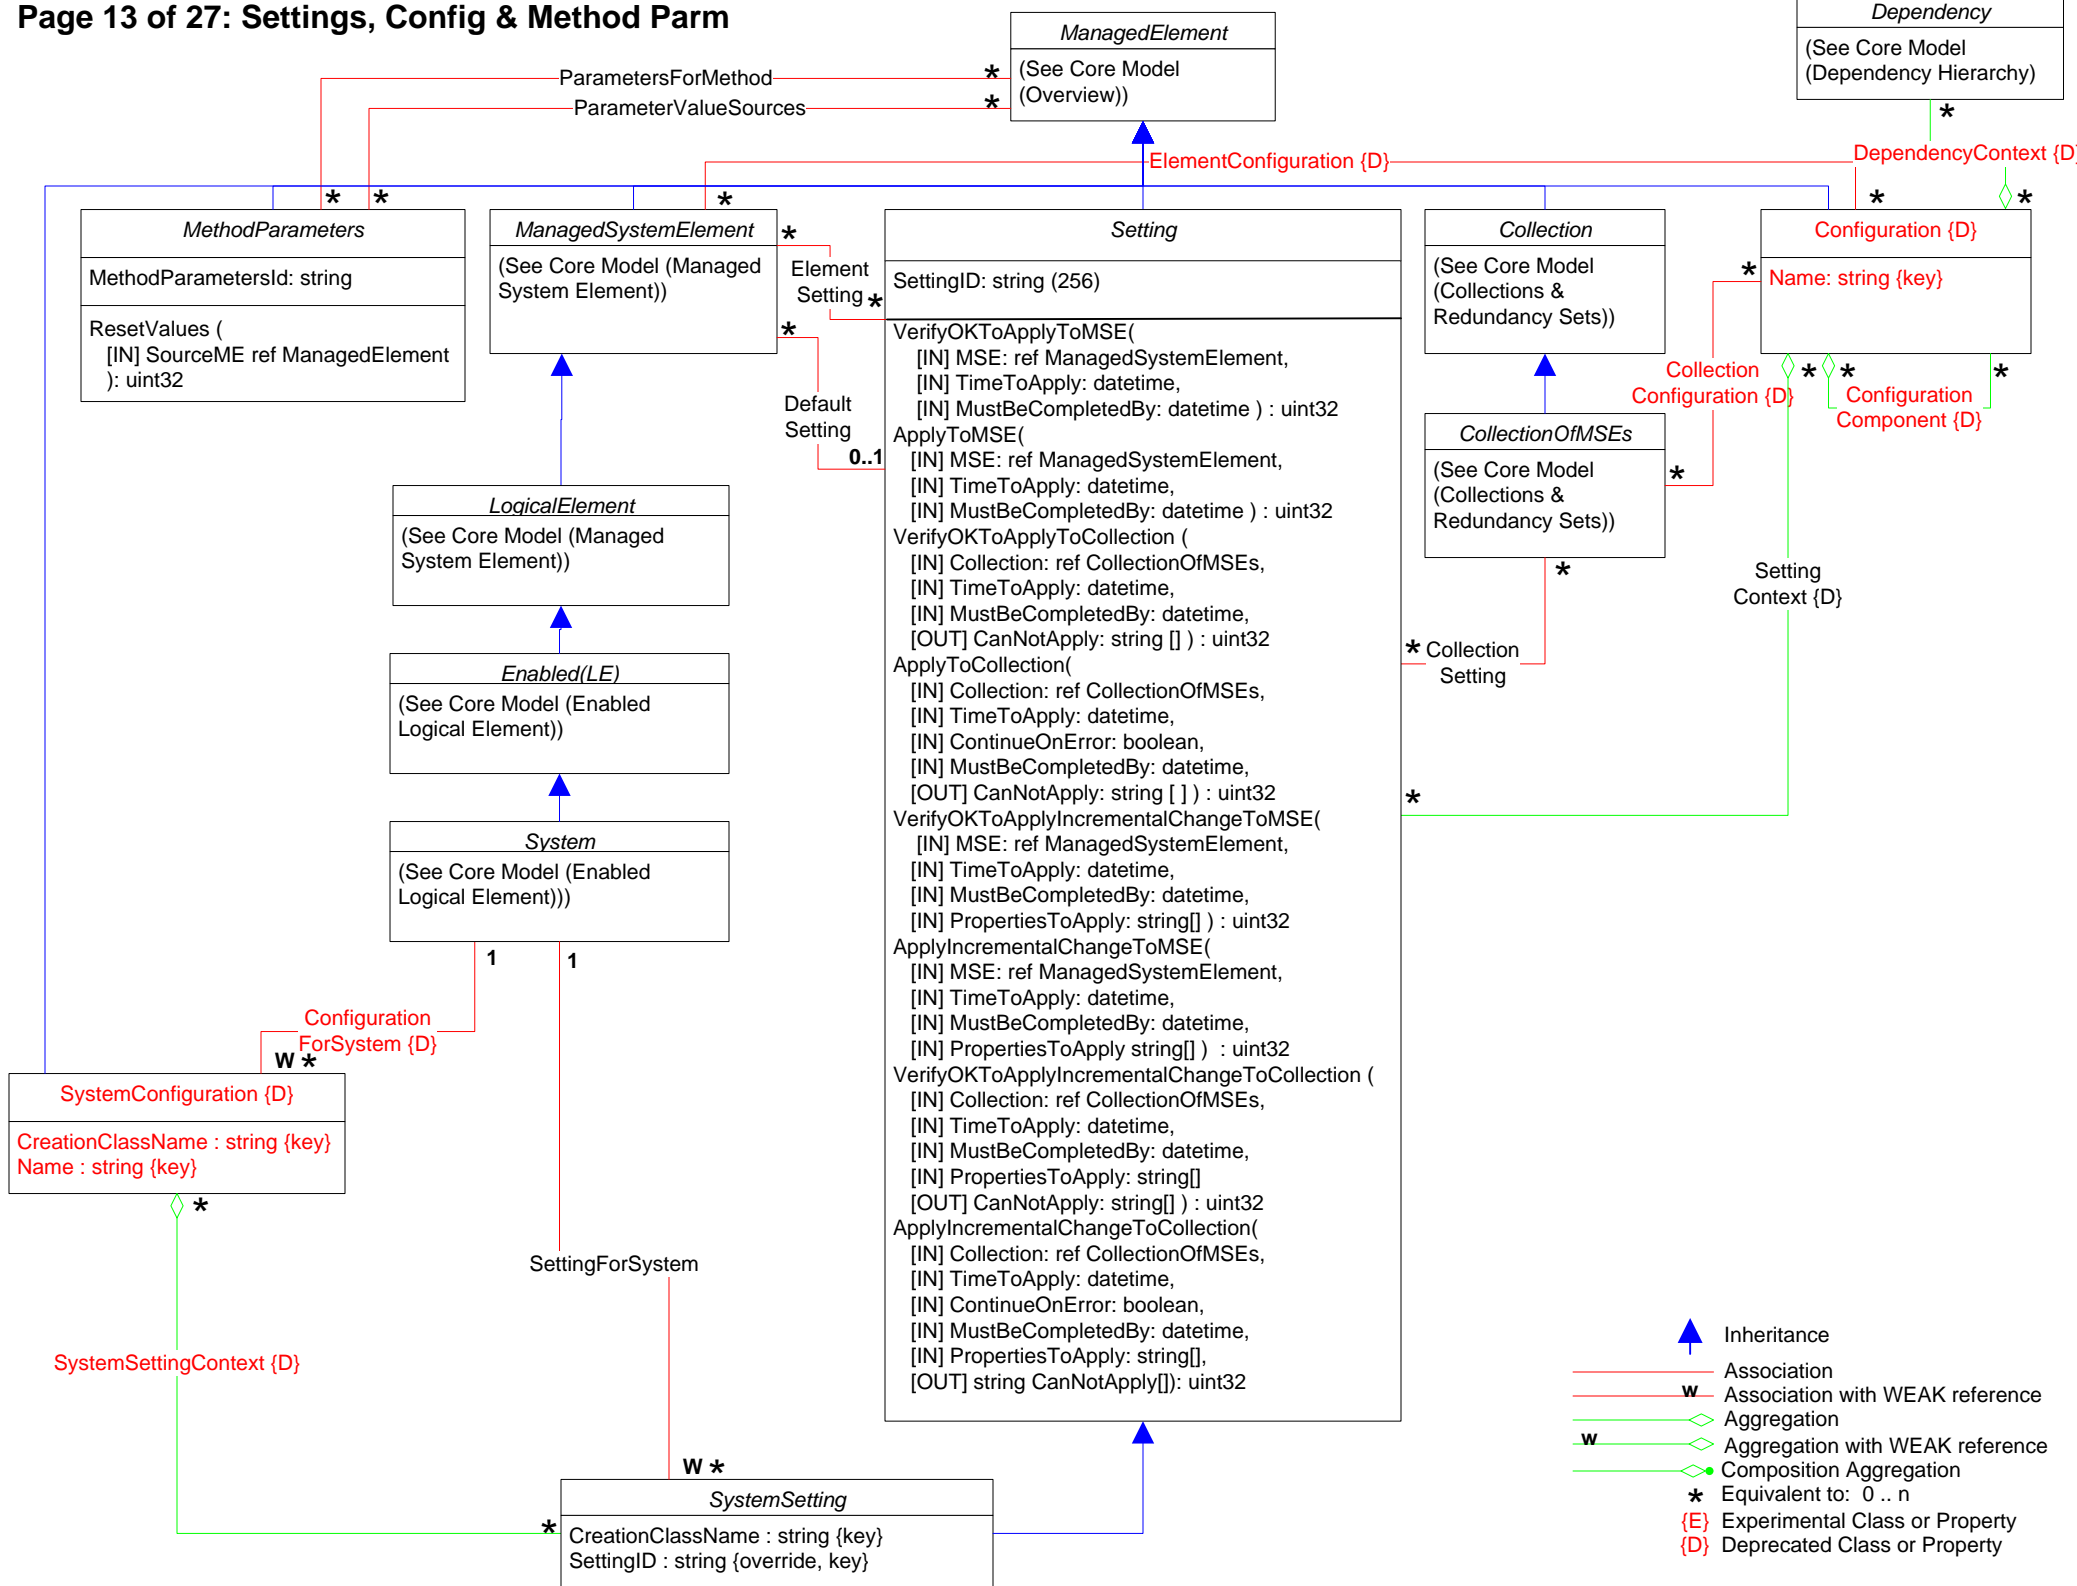 Page 13 of 27: Settings, Config & Method Parm
ManagedElement
(See Core Model
(Overview))
Dependency
(See Core Model
(Dependency Hierarchy)
*
ParametersForMethod
*
ParameterValueSources
*
ElementConfiguration {D}
DependencyContext {D}
*
*
*
*
*
MethodParameters
MethodParametersId: string
ResetValues (
[IN] SourceME ref ManagedElement
): uint32
ManagedSystemElement
(See Core Model (Managed
System Element))
*
Element
Setting
*
*
Default
Setting
0..1
Setting
SettingID: string (256)
VerifyOKToApplyToMSE(
[IN] MSE: ref ManagedSystemElement,
[IN] TimeToApply: datetime,
[IN] MustBeCompletedBy: datetime ) : uint32
ApplyToMSE(
[IN] MSE: ref ManagedSystemElement,
[IN] TimeToApply: datetime,
[IN] MustBeCompletedBy: datetime ) : uint32
VerifyOKToApplyToCollection (
[IN] Collection: ref CollectionOfMSEs,
[IN] TimeToApply: datetime,
[IN] MustBeCompletedBy: datetime,
[OUT] CanNotApply: string [] ) : uint32
ApplyToCollection(
[IN] Collection: ref CollectionOfMSEs,
[IN] TimeToApply: datetime,
[IN] ContinueOnError: boolean,
[IN] MustBeCompletedBy: datetime,
[OUT] CanNotApply: string [ ] ) : uint32
VerifyOKToApplyIncrementalChangeToMSE(
[IN] MSE: ref ManagedSystemElement,
[IN] TimeToApply: datetime,
[IN] MustBeCompletedBy: datetime,
[IN] PropertiesToApply: string[] ) : uint32
ApplyIncrementalChangeToMSE(
[IN] MSE: ref ManagedSystemElement,
[IN] TimeToApply: datetime,
[IN] MustBeCompletedBy: datetime,
[IN] PropertiesToApply string[] ) : uint32
VerifyOKToApplyIncrementalChangeToCollection (
[IN] Collection: ref CollectionOfMSEs,
[IN] TimeToApply: datetime,
[IN] MustBeCompletedBy: datetime,
[IN] PropertiesToApply: string[]
[OUT] CanNotApply: string[] ) : uint32
ApplyIncrementalChangeToCollection(
[IN] Collection: ref CollectionOfMSEs,
[IN] TimeToApply: datetime,
[IN] ContinueOnError: boolean,
[IN] MustBeCompletedBy: datetime,
[IN] PropertiesToApply: string[],
[OUT] string CanNotApply[]): uint32
Collection
(See Core Model
(Collections &
Redundancy Sets))
Configuration {D}
Name: string {key}
*
*
*
*
Collection
Configuration {D}
Configuration
Component {D}
CollectionOfMSEs
(See Core Model
(Collections &
Redundancy Sets))
*
*
Setting
Context {D}
* Collection
Setting
*
LogicalElement
(See Core Model (Managed
System Element))
Enabled(LE)
(See Core Model (Enabled
Logical Element))
System
(See Core Model (Enabled
Logical Element)))
1
1
Configuration
ForSystem {D}
W *
SystemConfiguration {D}
CreationClassName : string {key}
Name : string {key}
*
SettingForSystem
SystemSettingContext {D}
W *
*
SystemSetting
CreationClassName : string {key}
SettingID : string {override, key}
Inheritance
Association
w Association with WEAK reference
Aggregation
w Aggregation with WEAK reference
Composition Aggregation
* Equivalent to: 0 .. n
{E} Experimental Class or Property
{D} Deprecated Class or Property